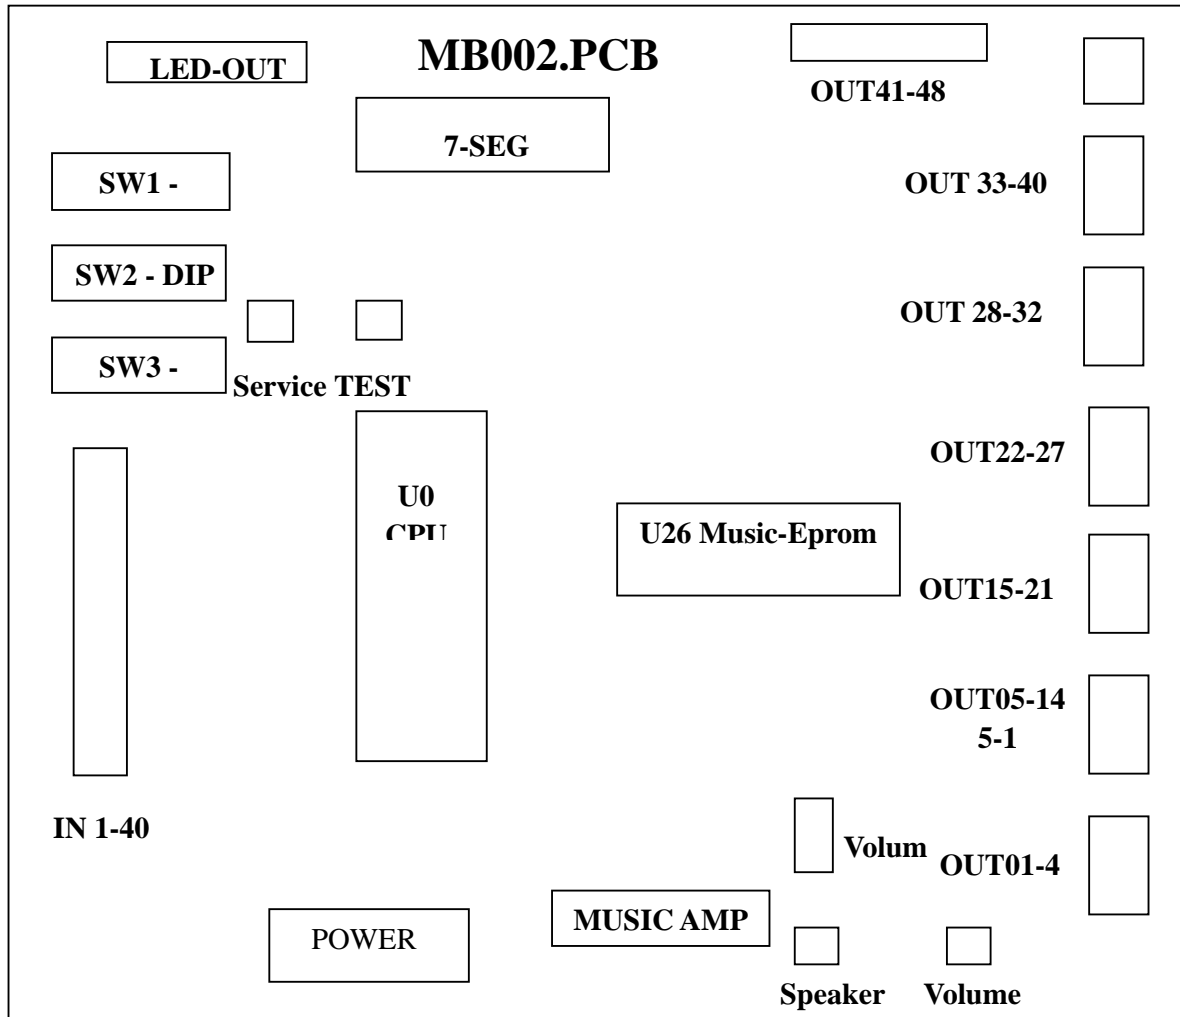 MB002.PCB
LED-OUT
OUT41-48
7-SEG
SW1 -
OUT 33-40
SW2 - DIP
OUT 28-32
SW3 -
Service TEST
OUT22-27
U0
CPU
U26 Music-Eprom
OUT15-21
OUT05-14
5-1
IN 1-40
Volum
OUT01-4
MUSIC AMP
POWER
Speaker
Volume